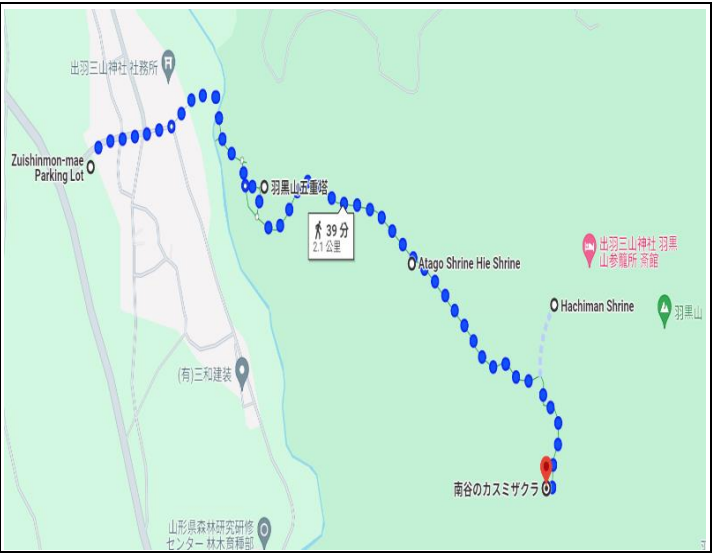 出羽三山神社 社務所
Zuishinmon-mae
Parking Lot
羽黒山五重塔
39 分
2.1 公里
Atago Shrine Hie Shrine
出羽三山神社 羽黒
山参籠所 斎館
Hachiman Shrine
羽黒山
(有)三和建装
南谷のカスミザクラ
山形県森林研究研修
センター 林木育種部